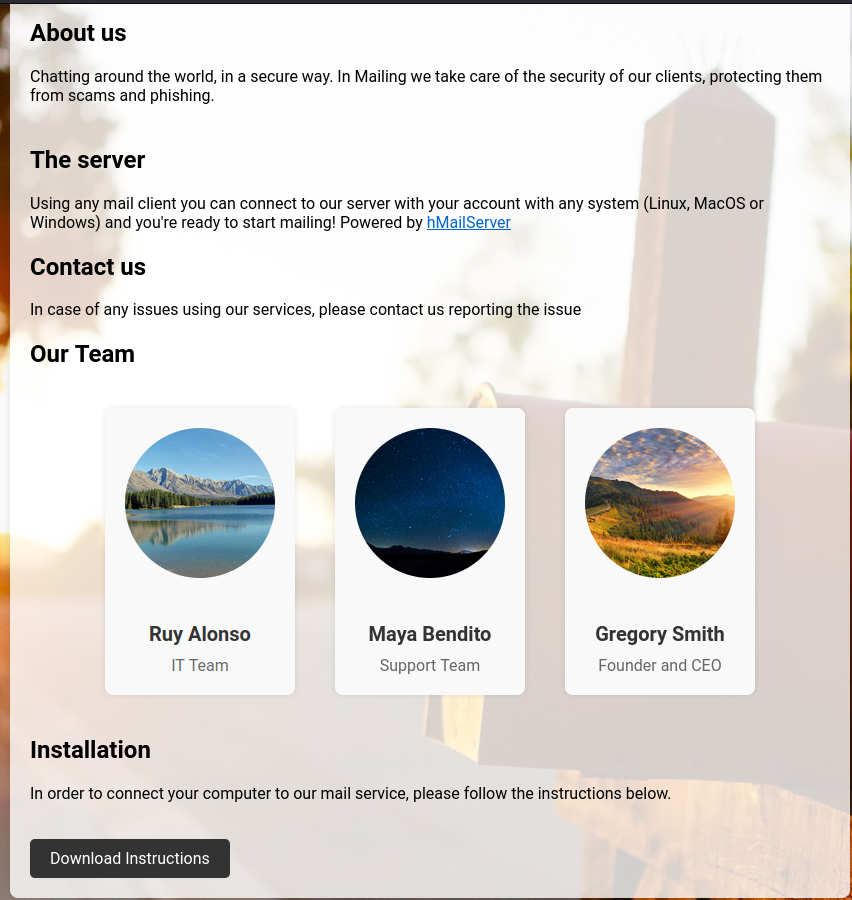 About us
Chatting around the world, in a secure way. In Mailing we take care of the security of our clients, protecting them
from scams and phishing.
The server
Using any mail client you can connect to our server with your account with any system (Linux, MacOS or
Windows) and you're ready to start mailing! Powered by hMailServer
Contact us
In case of any issues using our services, please contact us reporting the issue
Our Team
Ruy Alonso
IT Team
Maya Bendito
Support Team
Gregory Smith
Founder and CEO
Installation
In order to connect your computer to our mail service, please follow the instructions below.
Download Instructions